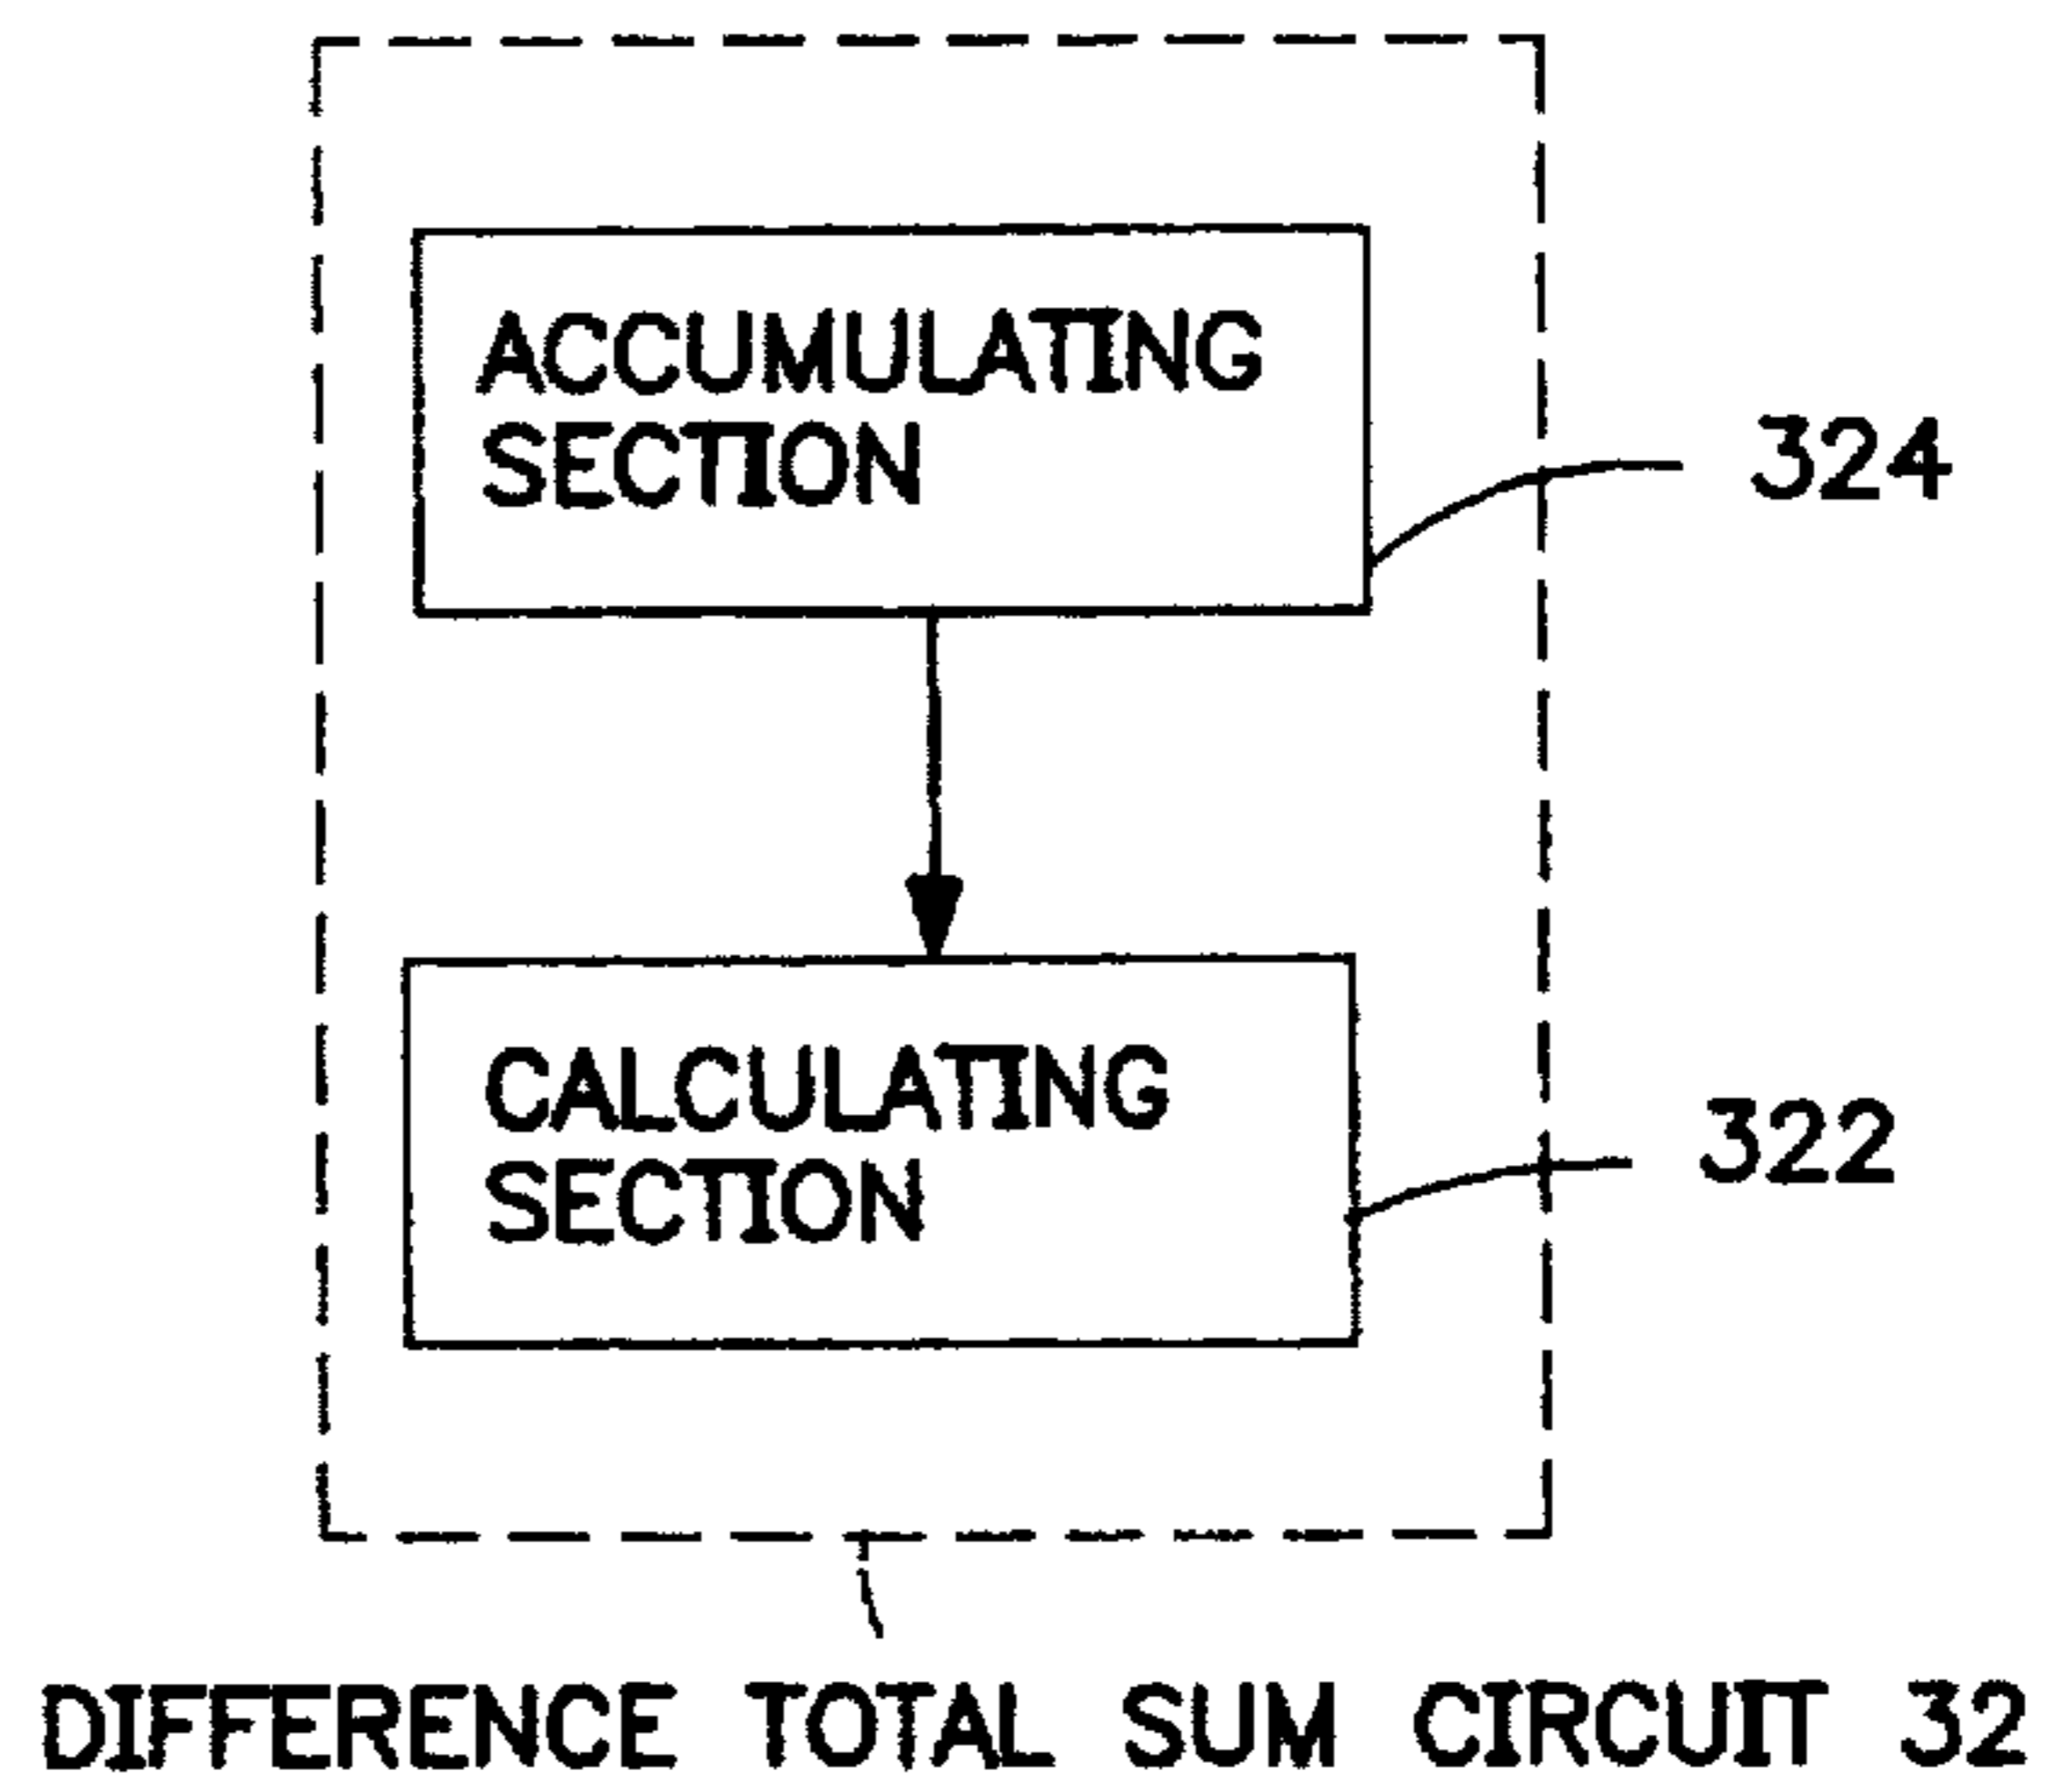 ACCUMULATING
SECTION
324
CALCULATING
SECTION
322
DIFFERENCE TOTAL SUM CIRCUIT 32